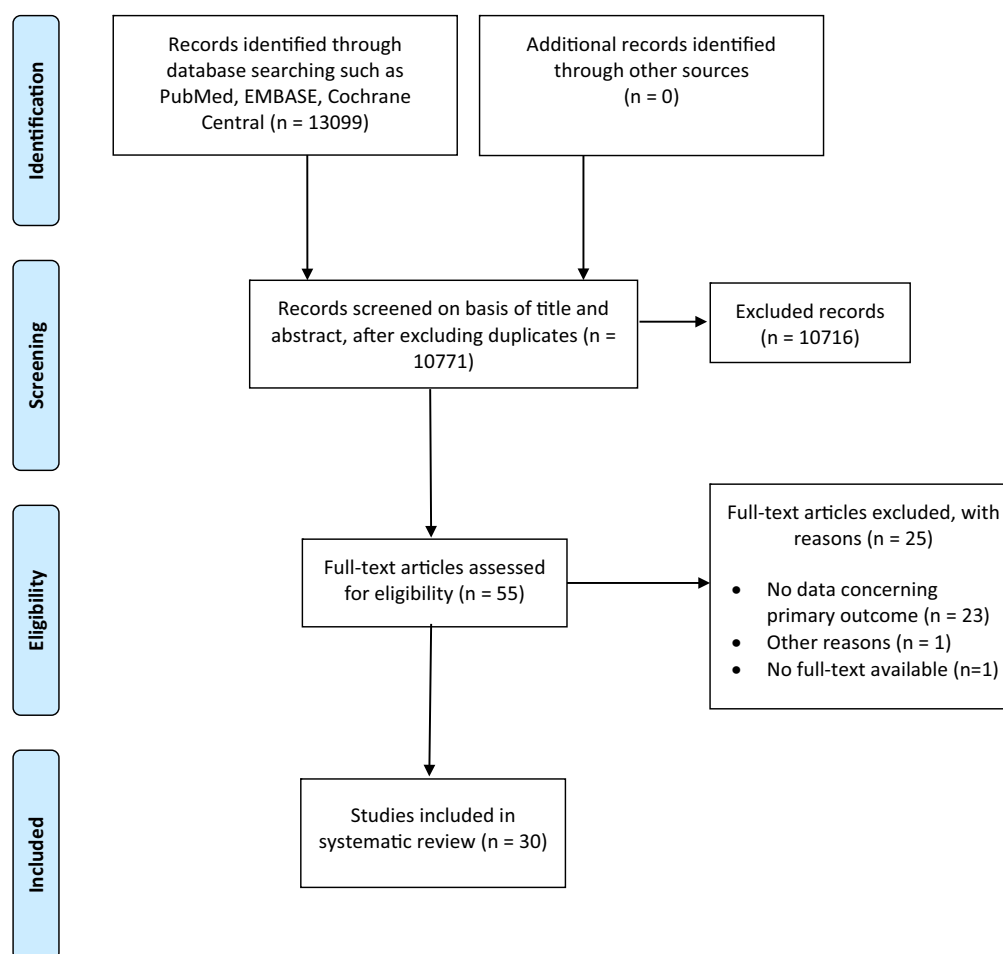 Identification
Records identified through
database searching such as
PubMed, EMBASE, Cochrane
Central (n = 13099)
Additional records identified
through other sources
(n = 0)
Screening
Records screened on basis of title and
abstract, after excluding duplicates (n =
10771)
Excluded records
(n = 10716)
Eligibility
Full-text articles assessed
for eligibility (n = 55)
Full-text articles excluded, with
reasons (n = 25)
• No data concerning
primary outcome (n = 23)
• Other reasons (n = 1)
• No full-text available (n=1)
Included
Studies included in
systematic review (n = 30)